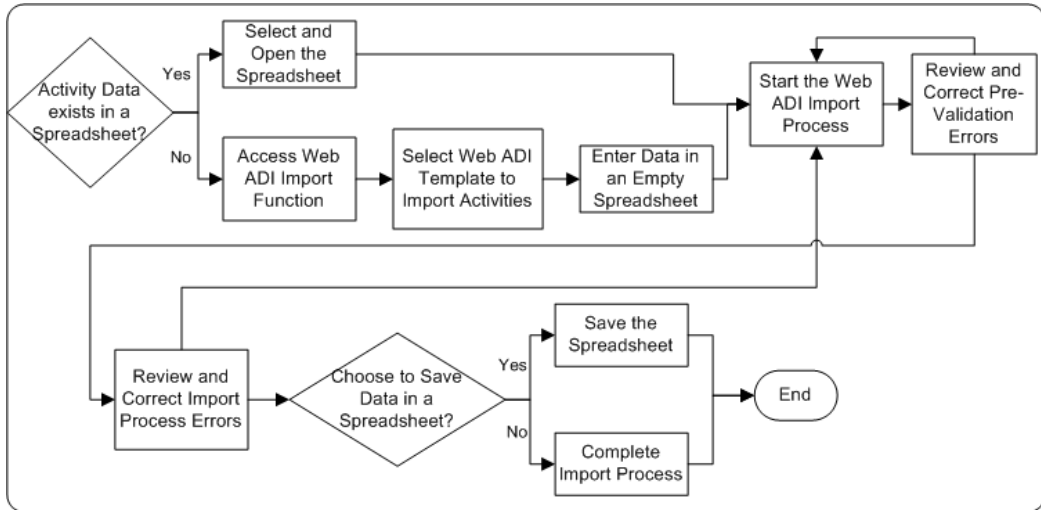 Activity Data
exists in a
Spreadsheet?
Yes
Select and
Open the
Spreadsheet
No
Access Web
ADI Import
Function
Select Web ADI
Template to
Import Activities
Enter Data in
an Empty
Spreadsheet
Start the Web
ADI Import
Process
Review and
Correct Pre-
Validation
Errors
Review and
Correct Import
Process Errors
Choose to Save
Data in a
Spreadsheet?
Yes
Save the
Spreadsheet
No
Complete
Import Process
End